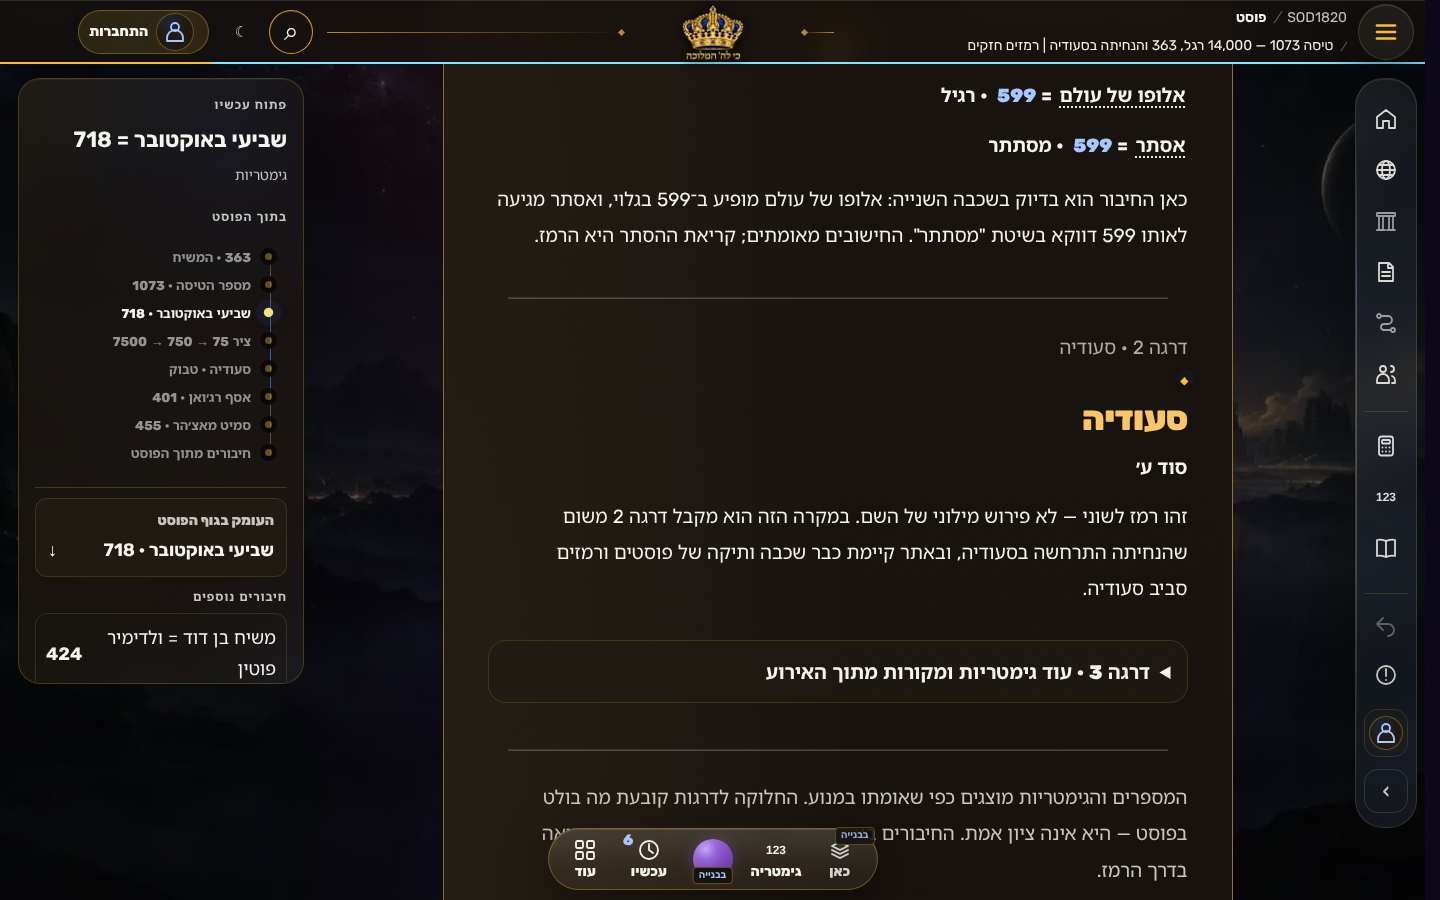 SOD1820 / פוסט
/ טיסה 1073 — 14,000 רגל, 363 והנחיתה בסעודיה | רמזים חזקים
כי לה' המלוכה
התחברות
אלופו של עולם = 599 • רגיל
אסתר = 599 • מסתתר
כאן החיבור הוא בדיוק בשכבה השנייה: אלופו של עולם מופיע ב־599 בגלוי, ואסתר מגיעה
לאותו 599 דווקא בשיטת "מסתתר". החישובים מאומתים; קריאת ההסתר היא הרמז.
דרגה 2 • סעודיה
סעודיה
סוד ע׳
זהו רמז לשוני — לא פירוש מילוני של השם. במקרה הזה הוא מקבל דרגה 2 משום
שהנחיתה התרחשה בסעודיה, ובאתר קיימת כבר שכבה ותיקה של פוסטים ורמזים
סביב סעודיה.
◀ דרגה 3 • עוד גימטריות ומקורות מתוך האירוע
המספרים והגימטריות מוצגים כפי שאומתו במנוע. החלוקה לדרגות קובעת מה בולט
בפוסט — היא אינה ציון אמת. החיבורים
בדרך הרמז.
פתוח עכשיו
שביעי באוקטובר = 718
גימטריות
בתוך הפוסט
363 • המשיח
מספר הטיסה • 1073
שביעי באוקטובר • 718
ציר 75 → 750 → 7500
סעודיה • טבוק
אסף רג׳ואן • 401
סמיט מאצ׳הר • 455
חיבורים מתוך הפוסט
העומק בגוף הפוסט
שביעי באוקטובר • 718 ↓
חיבורים נוספים
משיח בן דוד = ולדימיר
פוטין
424
123
בבנייה
כאן
123
גימטריה
בבנייה
6
עכשיו
עוד